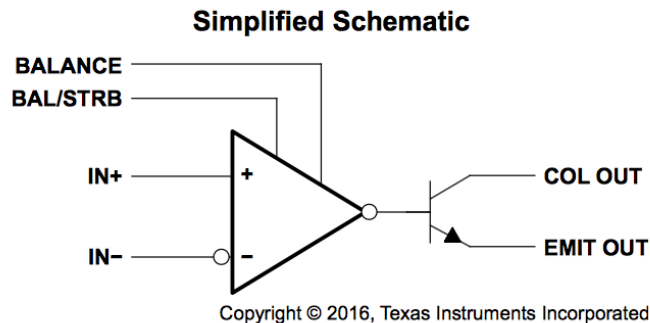 Simplified Schematic
BALANCE
BAL/STRB
IN+
+
COL OUT
IN−
−
EMIT OUT
Copyright © 2016, Texas Instruments Incorporated